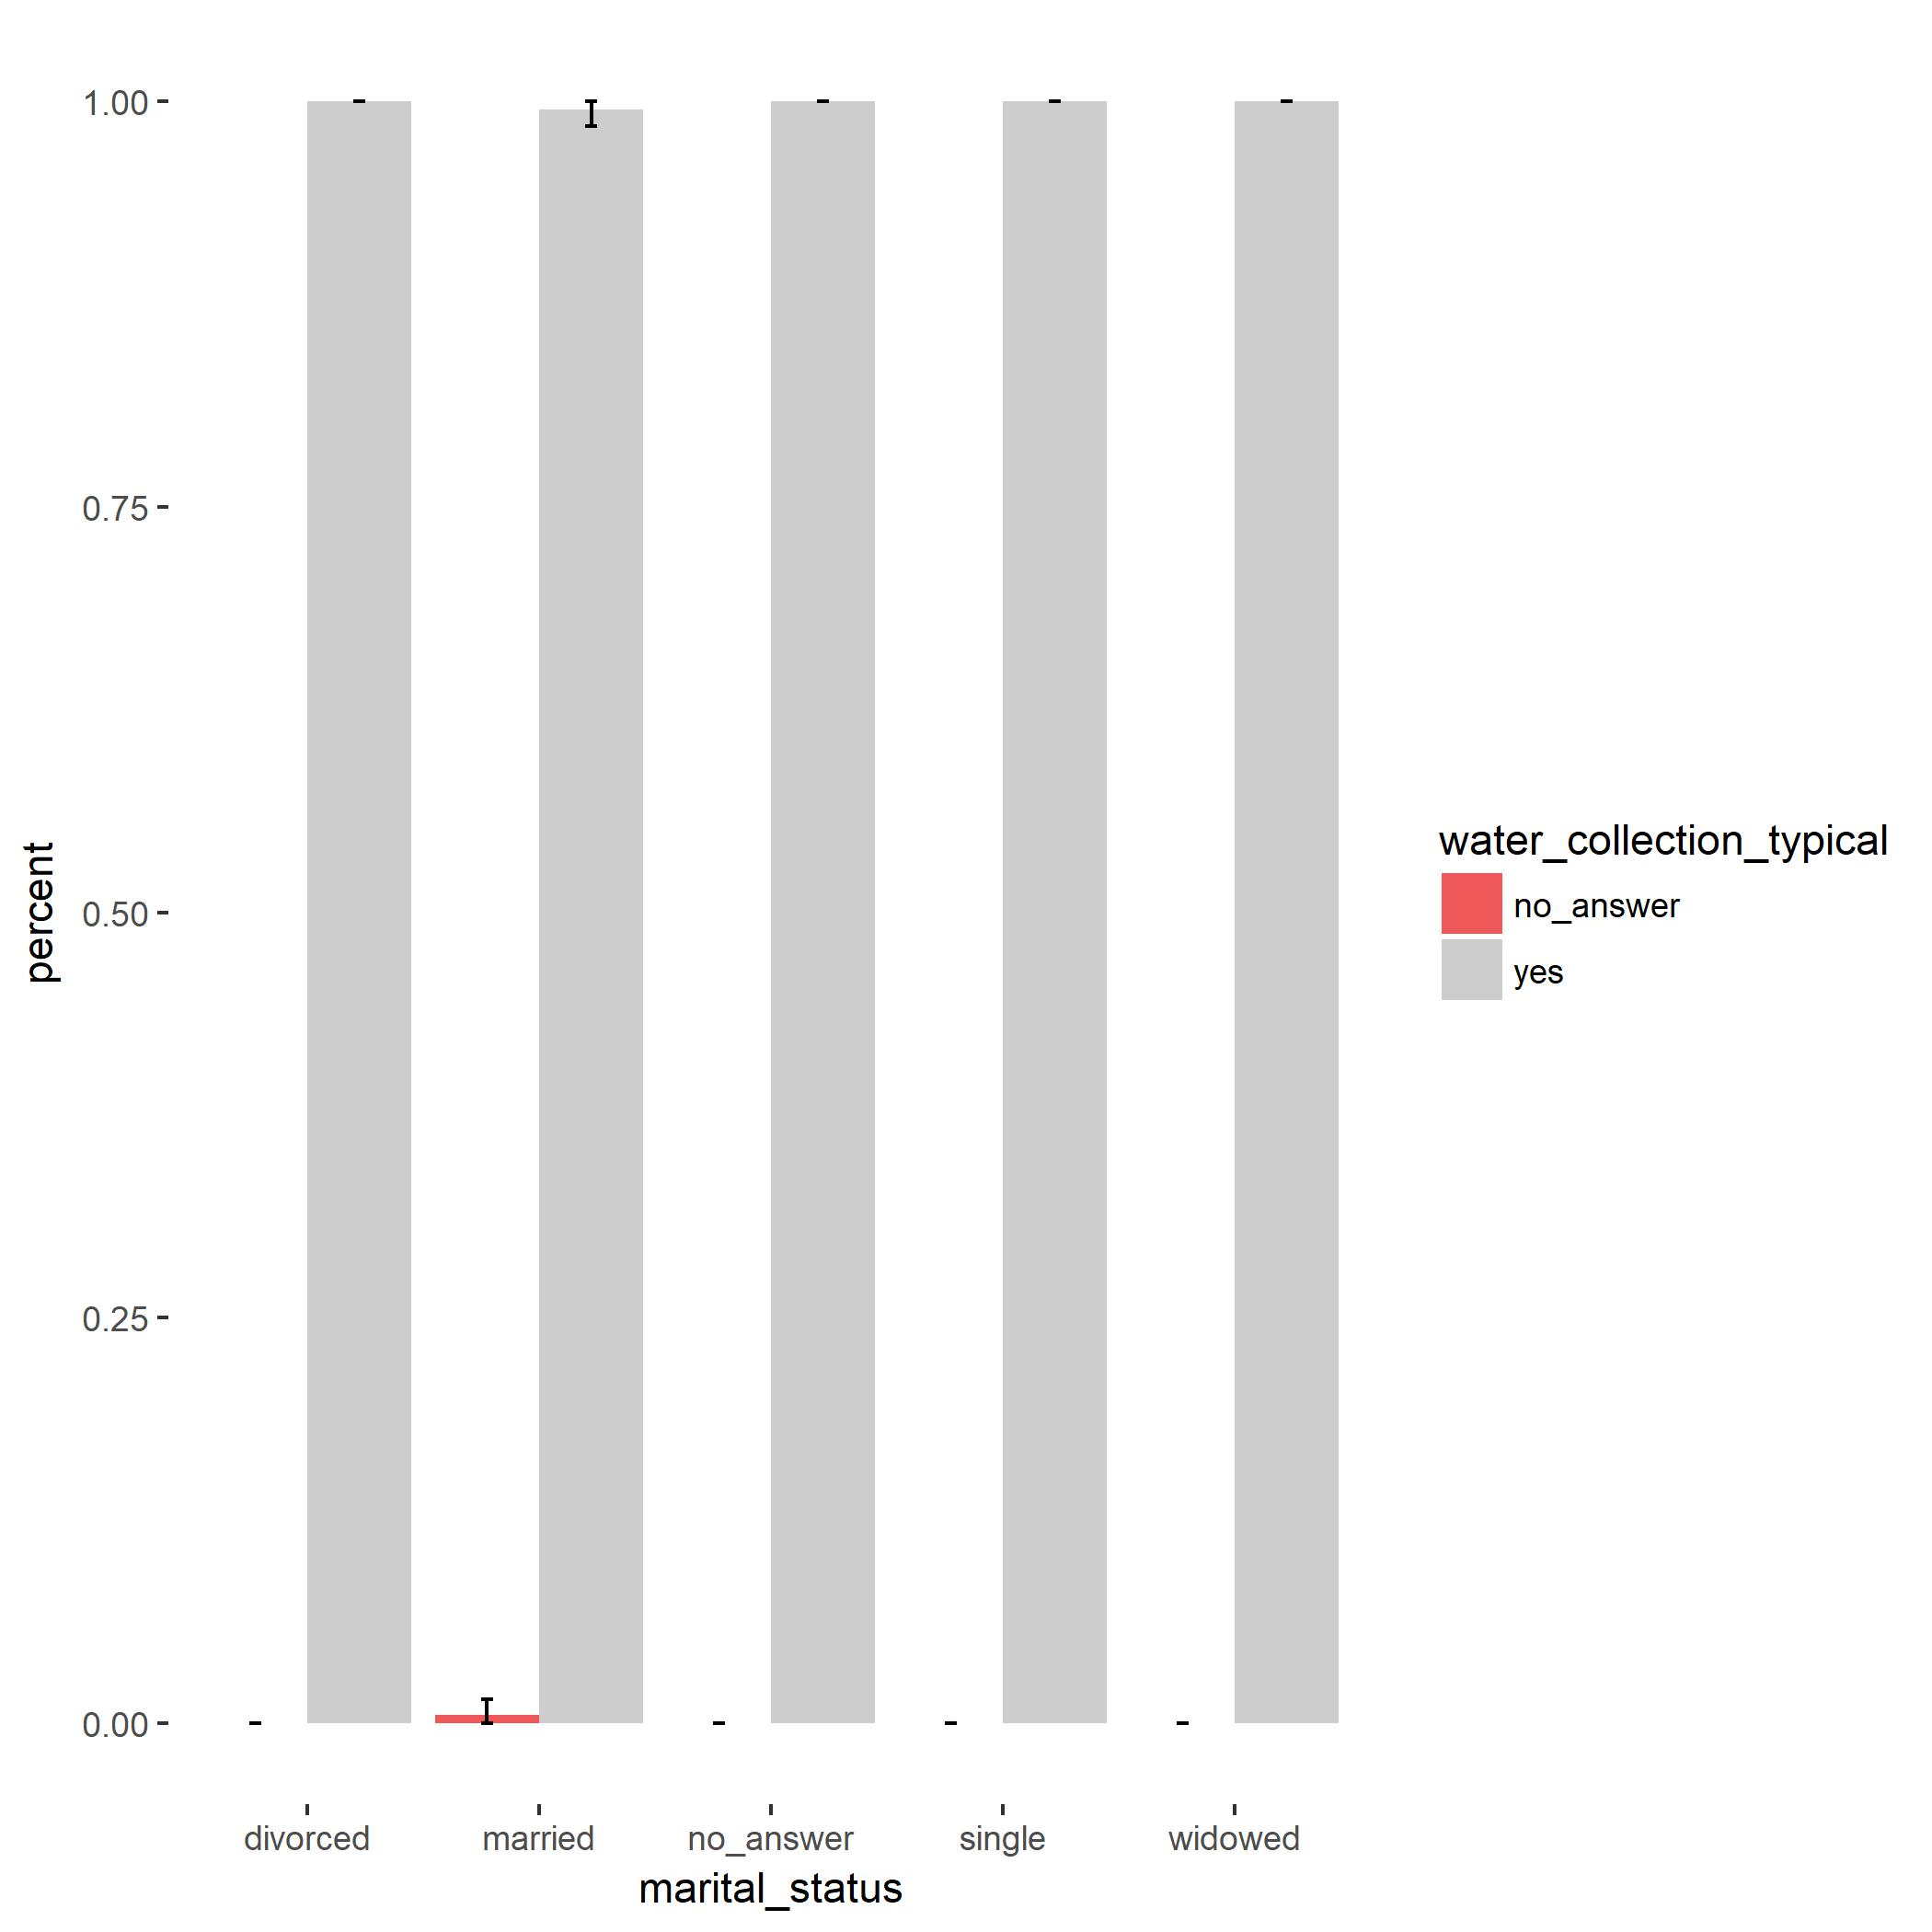 1.00
0.75
0.50
0.25
0.00
percent
divorced
married
no_answer
single
widowed
marital_status
water_collection_typical
no_answer
yes